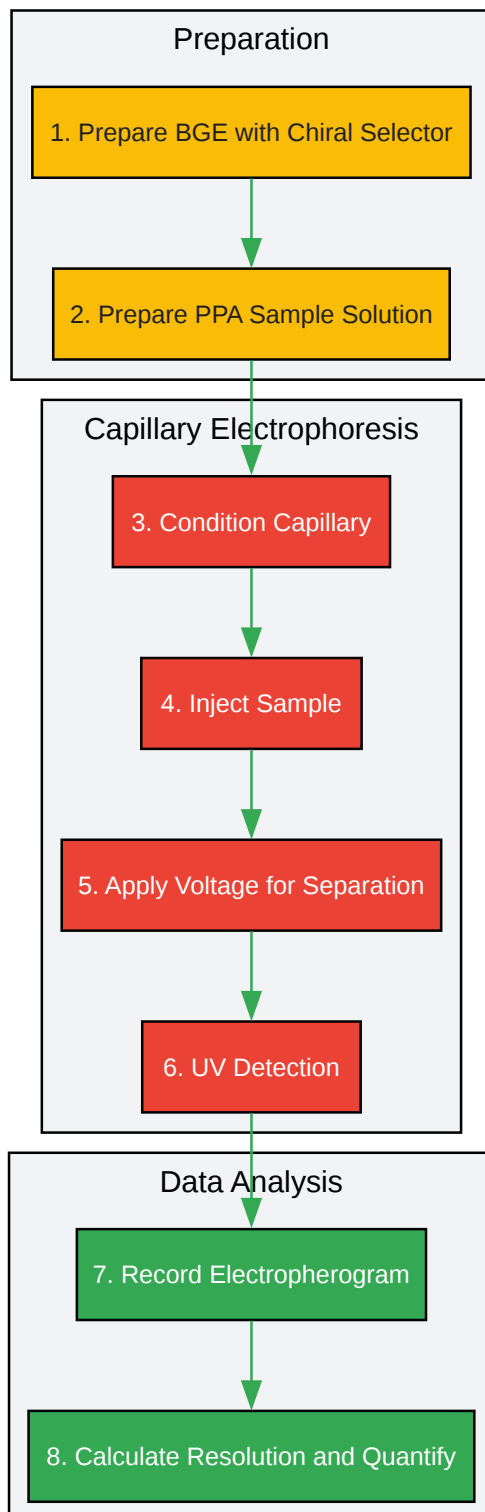 Preparation
1. Prepare BGE with Chiral Selector
2. Prepare PPA Sample Solution
Capillary Electrophoresis
3. Condition Capillary
4. Inject Sample
5. Apply Voltage for Separation
6. UV Detection
Data Analysis
7. Record Electropherogram
8. Calculate Resolution and Quantify